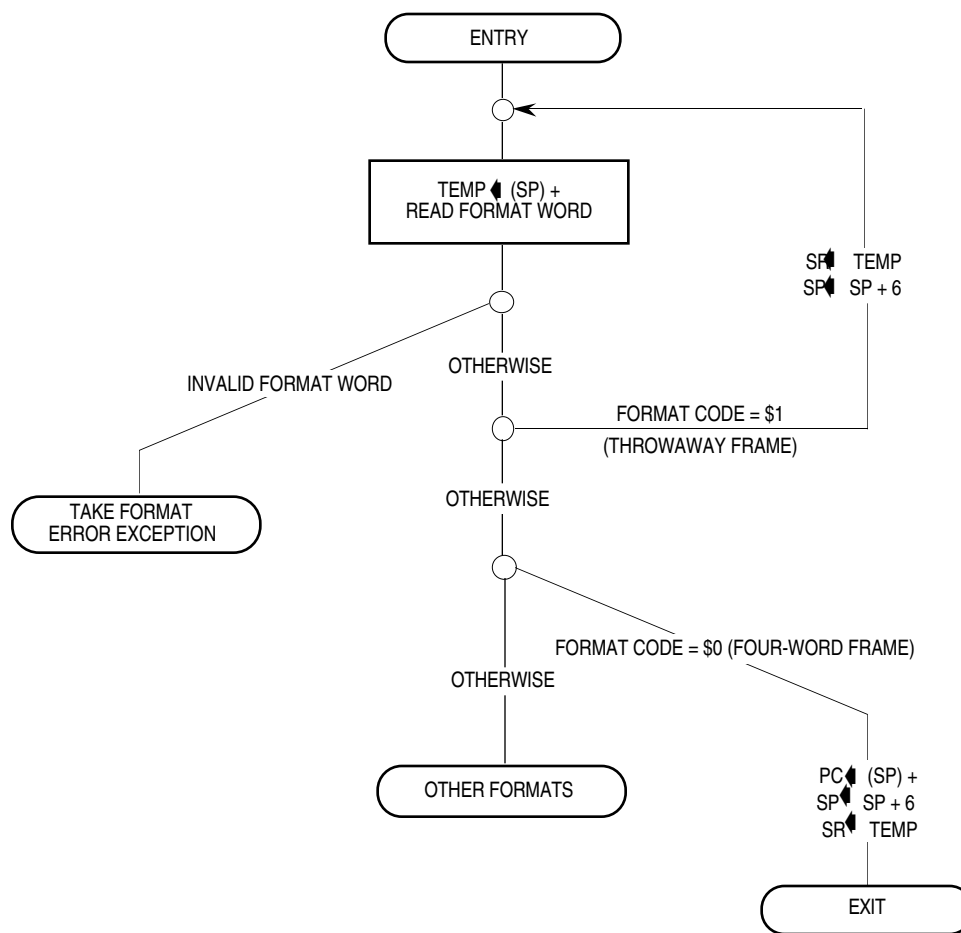 ENTRY
TEMP (SP) +
READ FORMAT WORD
SR TEMP
SP SP + 6
OTHERWISE
INVALID FORMAT WORD
FORMAT CODE = $1
(THROWAWAY FRAME)
OTHERWISE
TAKE FORMAT
ERROR EXCEPTION
FORMAT CODE = $0 (FOUR-WORD FRAME)
OTHERWISE
OTHER FORMATS
PC (SP) +
SP SP + 6
SR TEMP
EXIT